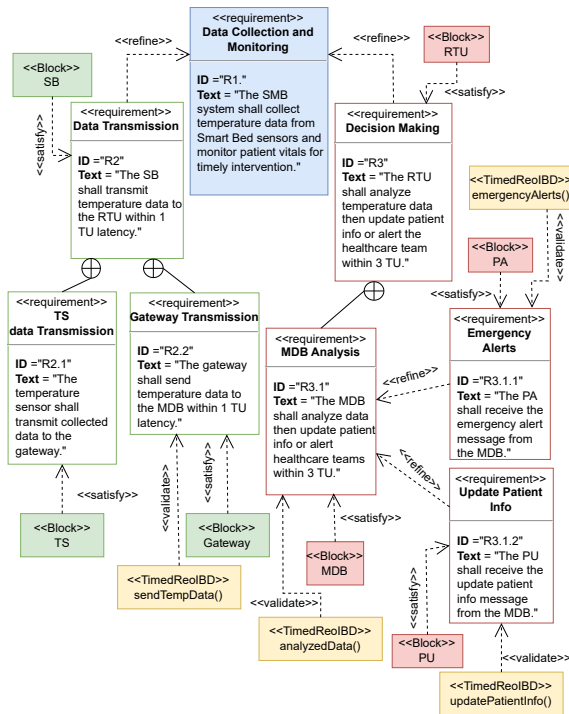 <<requirement>>
Data Collection and
Monitoring
ID ="R1."
Text = "The SMB
system shall collect
temperature data from
Smart Bed sensors and
monitor patient vitals for
timely intervention."
<<refine>>
<<refine>>
<<Block>>
SB
<<satisfy>>
<<Block>>
RTU
<<satisfy>>
<<requirement>>
Data Transmission
ID ="R2"
Text = "The SB
shall transmit
temperature data to
the RTU within 1
TU latency."
<<requirement>>
Decision Making
ID ="R3"
Text = "The RTU
shall analyze
temperature data
then update patient
info or alert the
healthcare team
within 3 TU."
<<TimedReoIBD>>
emergencyAlerts()
<<validate>>
<<Block>>
PA
<<satisfy>>
<<requirement>>
TS
data Transmission
ID ="R2.1"
Text = "The
temperature
sensor shall
transmit collected
data to the
gateway."
<<requirement>>
Gateway Transmission
ID ="R2.2"
Text = "The gateway
shall send
temperature data to
the MDB within 1 TU
latency."
<<requirement>>
MDB Analysis
ID ="R3.1"
Text = "The MDB
shall analyze data
then update patient
info or alert
healthcare teams
within 3 TU."
<<requirement>>
Emergency
Alerts
ID ="R3.1.1"
Text = "The PA
shall receive the
emergency alert
message from
the MDB."
<<refine>>
<<refine>>
<<requirement>>
Update Patient
Info
ID ="R3.1.2"
Text = "The PU
shall receive the
update patient
info message
from the MDB."
<<satisfy>>
<<Block>>
TS
<<validate>>
<<satisfy>>
<<Block>>
Gateway
<<TimedReoIBD>>
sendTempData()
<<satisfy>>
<<Block>>
MDB
<<validate>>
<<TimedReoIBD>>
analyzedData()
<<satisfy>>
<<Block>>
PU
<<validate>>
<<TimedReoIBD>>
updatePatientInfo()